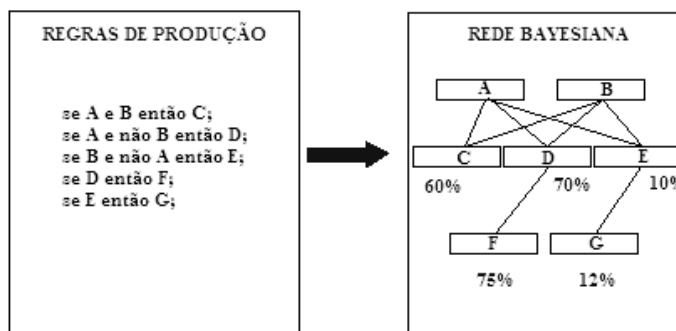 REGRAS DE PRODUÇÃO
se A e B então C;
se A e não B então D;
se B e não A então E;
se D então F;
se E então G;
REDE BAYESIANA
A B
C D E
60% 70% 10%
F G
75% 12%